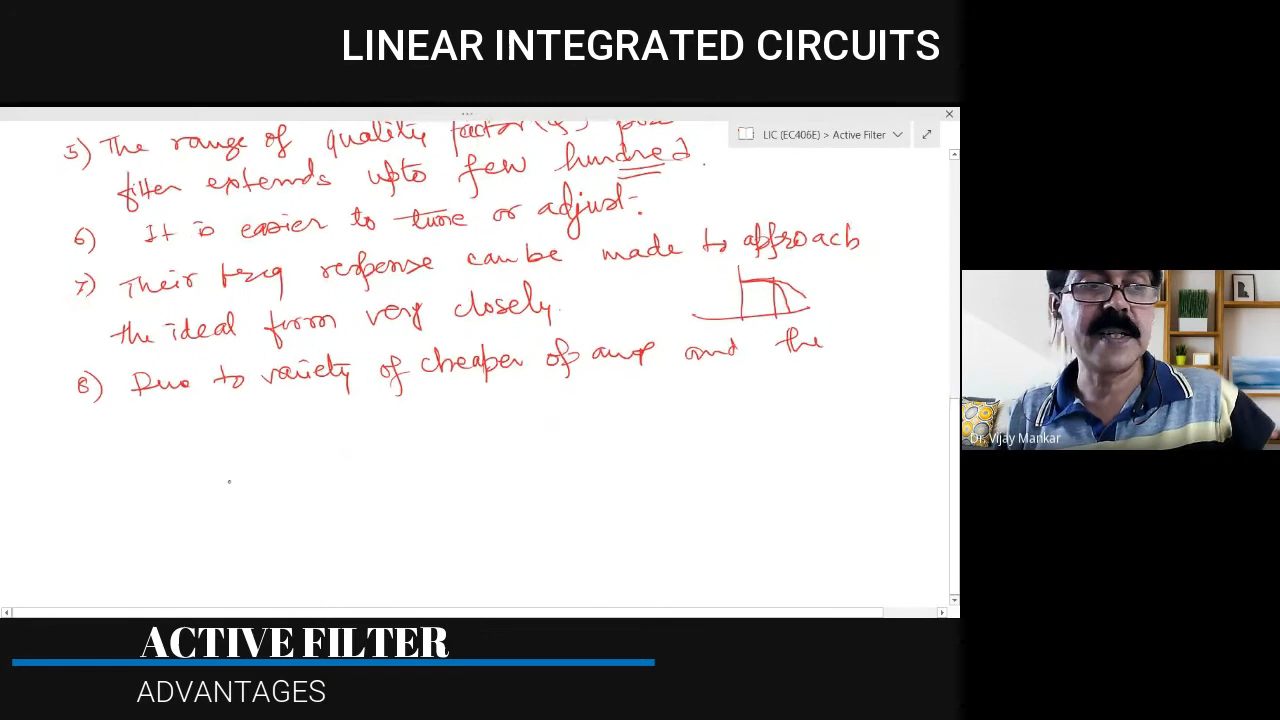 LINEAR INTEGRATED CIRCUITS
LIC (EC406E) > Active Filter
5) The range of quality factor
filter extends upto few hundred.
6) It is easier to tune or adjust.
7) Their freq response can be made to approach
the ideal form very closely.
8) Due to variety of cheaper op amp and the
Dr. Vijay Mankar
ACTIVE FILTER
ADVANTAGES